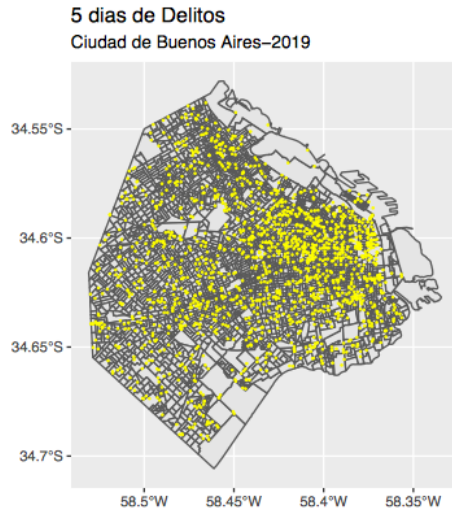 5 dias de Delitos
Ciudad de Buenos Aires−2019
34.55°S
34.6°S
34.65°S
34.7°S
58.5°W 58.45°W 58.4°W 58.35°W